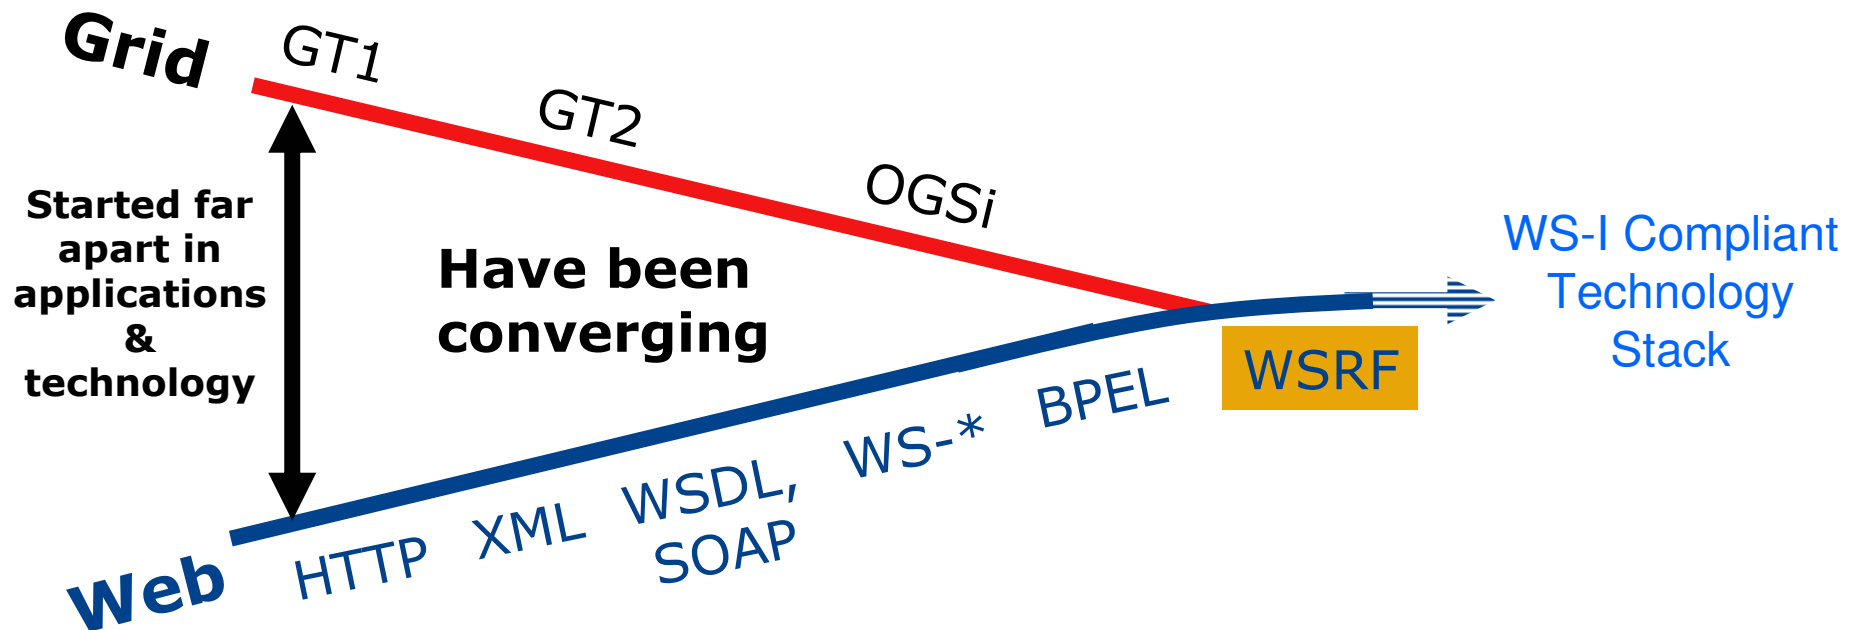 Grid
GT1
GT2
OGSi
Started far
apart in
applications
&
technology
Have been
converging
WS-I Compliant
Technology
Stack
WSRF
BPEL
WS-*
WSDL,
SOAP
XML
HTTP
Web